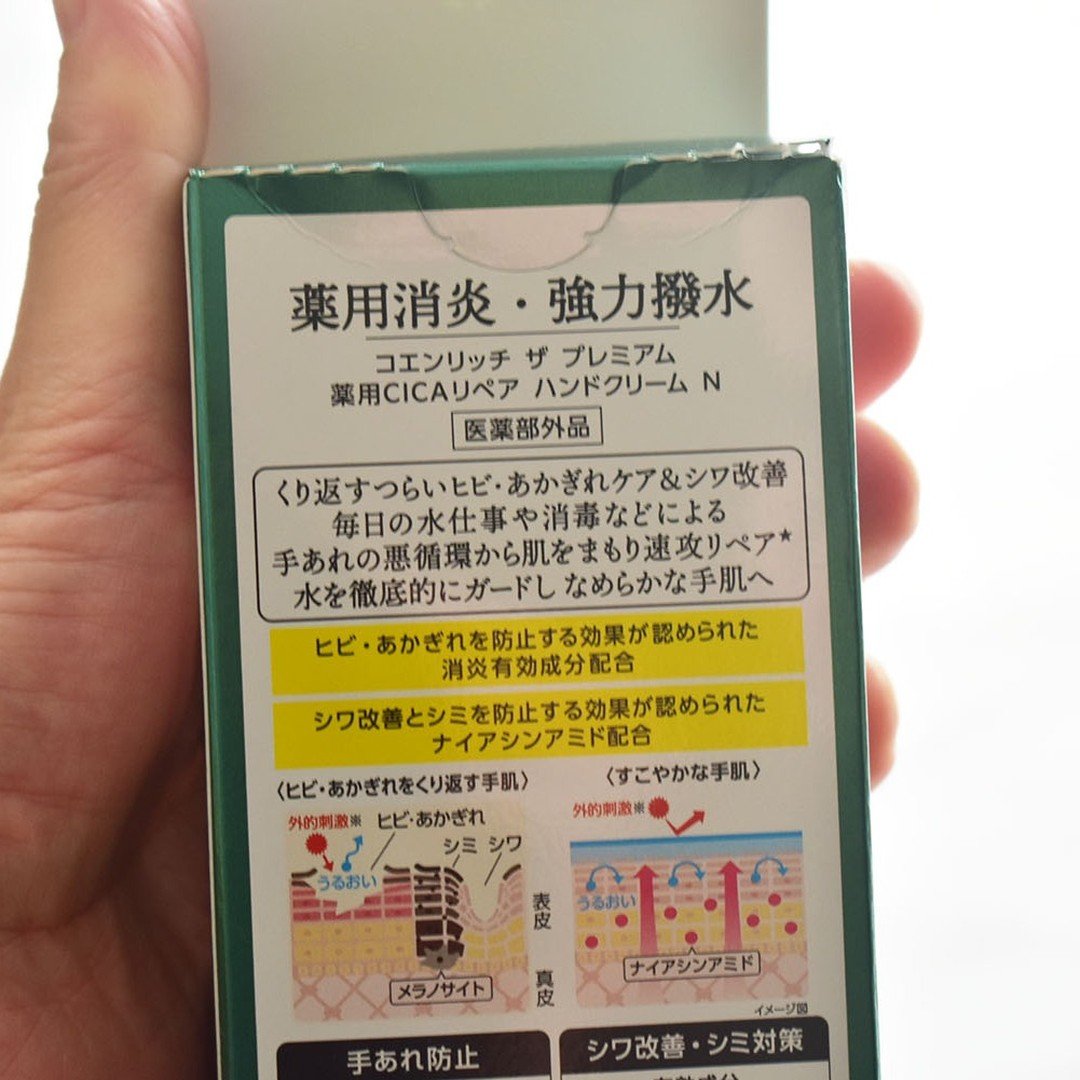 薬用消炎・強力撥水
コエンリッチ ザ プレミアム
薬用CICAリペア ハンドクリーム N
医薬部外品
くり返すつらいヒビ・あかぎれケア&シワ改善
毎日の水仕事や消毒などによる
手あれの悪循環から肌をまもり速攻リペア★
水を徹底的にガードし なめらかな手肌へ
ヒビ・あかぎれを防止する効果が認められた
消炎有効成分配合
シワ改善とシミを防止する効果が認められた
ナイアシンアミド配合
〈ヒビ・あかぎれをくり返す手肌〉
外的刺激※
ヒビ・あかぎれ
シミ
シワ
うるおい
メラノサイト
表皮
真皮
〈すこやかな手肌〉
外的刺激※
うるおい
ナイアシンアミド
イメージ図
手あれ防止
シワ改善・シミ対策